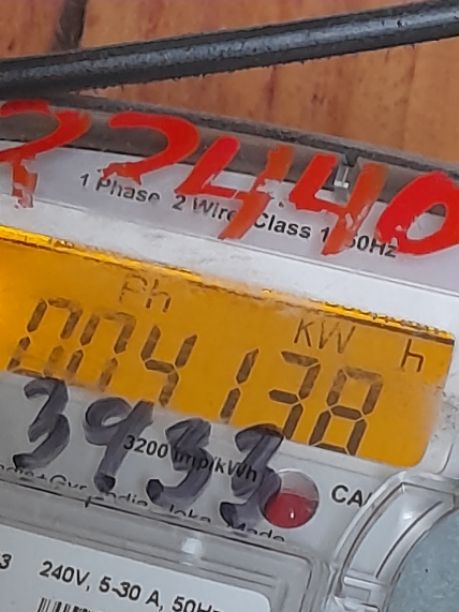 22440
1 Phase 2 Wire Class 1 50Hz
Ph
kW h
004138
3933
3200 imp/kWh
CA
240V, 5-30 A, 50Hz